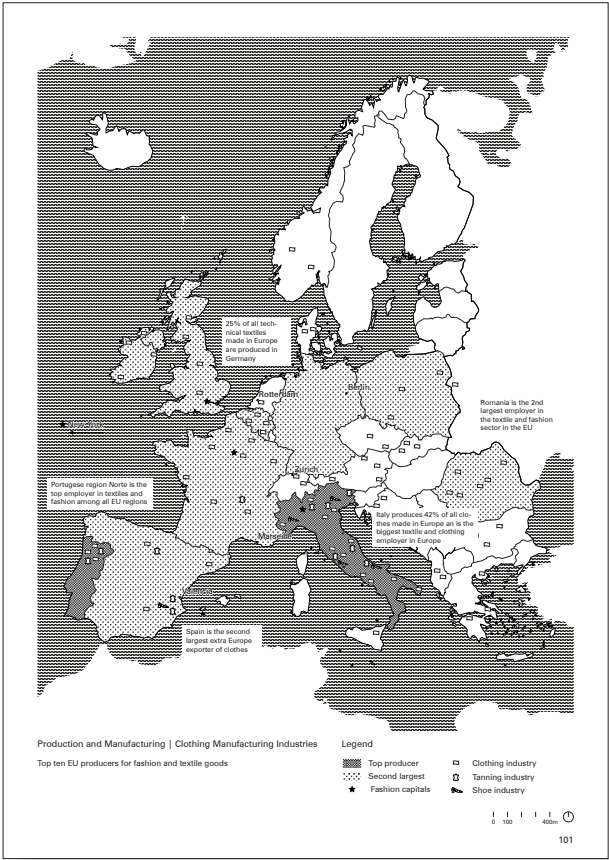 25% of all tech-
nical textiles
made in Europe
are produced in
Germany
Rotterdam
Berlin
Romania is the 2nd
largest employer in
the textile and fashion
sector in the EU
Zurich
Portugese region Norte is the
top employer in textiles and
fashion among all EU regions
Italy produces 42% of all clo-
thes made in Europe an is the
biggest textile and clothing
employer in Europe
Marseille
Spain is the second
largest extra Europe
exporter of clothes
Production and Manufacturing | Clothing Manufacturing Industries
Top ten EU producers for fashion and textile goods
Legend
Top producer
Second largest
Fashion capitals
Clothing industry
Tanning industry
Shoe industry
0 100 400m
101